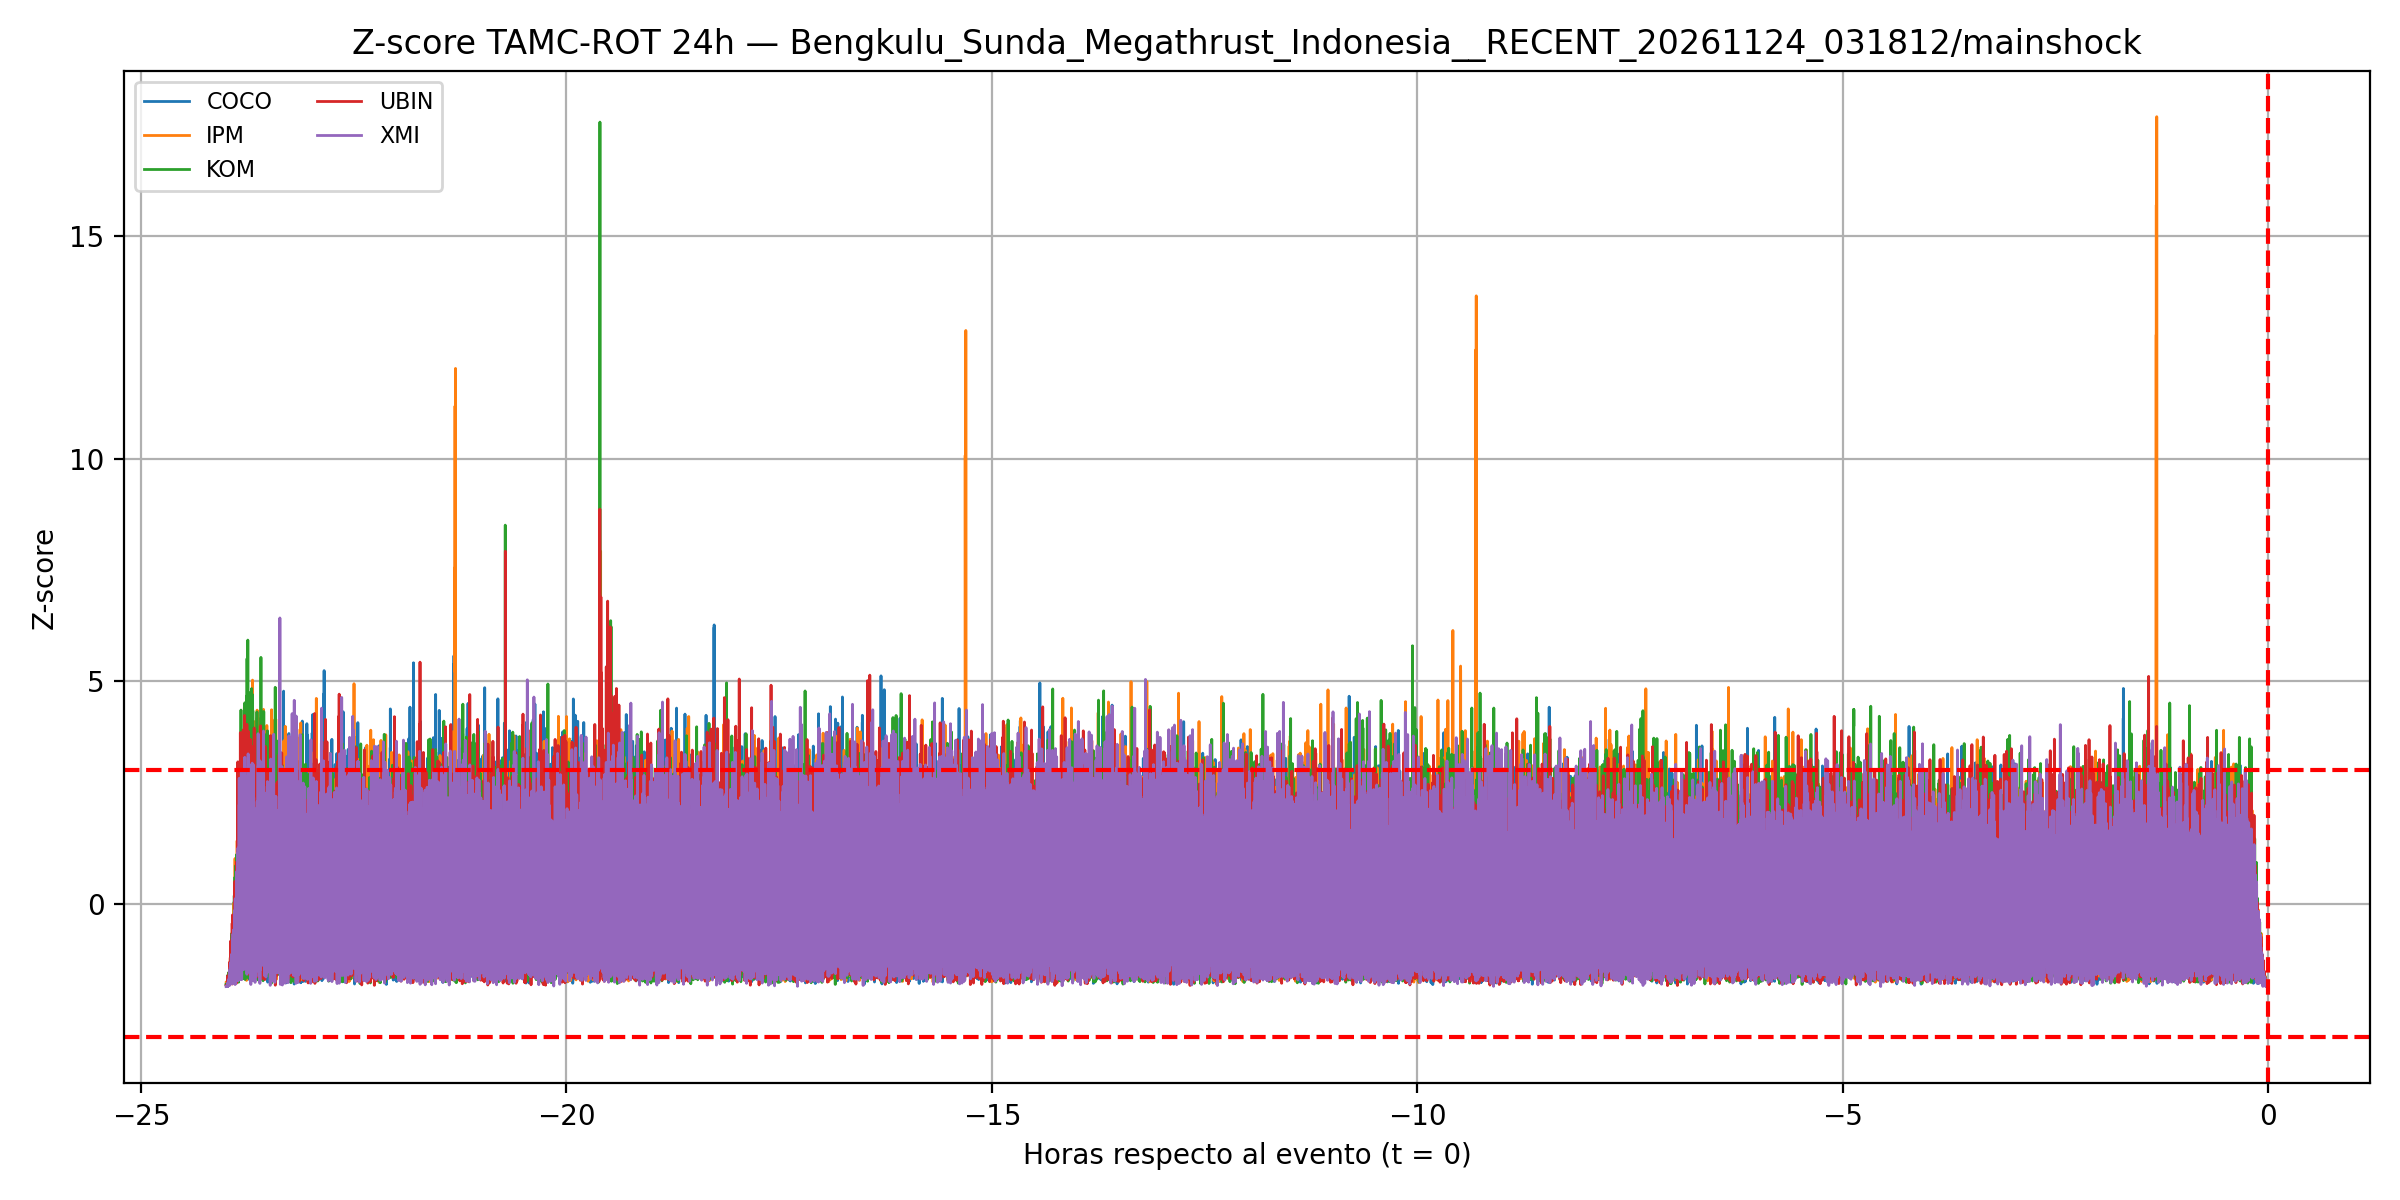 Z-score TAMC-ROT 24h — Bengkulu_Sunda_Megathrust_Indonesia__RECENT_20261124_031812/mainshock
COCO
IPM
KOM
UBIN
XMI
Z-score
15
10
5
0
−25
−20
−15
−10
−5
0
Horas respecto al evento (t = 0)